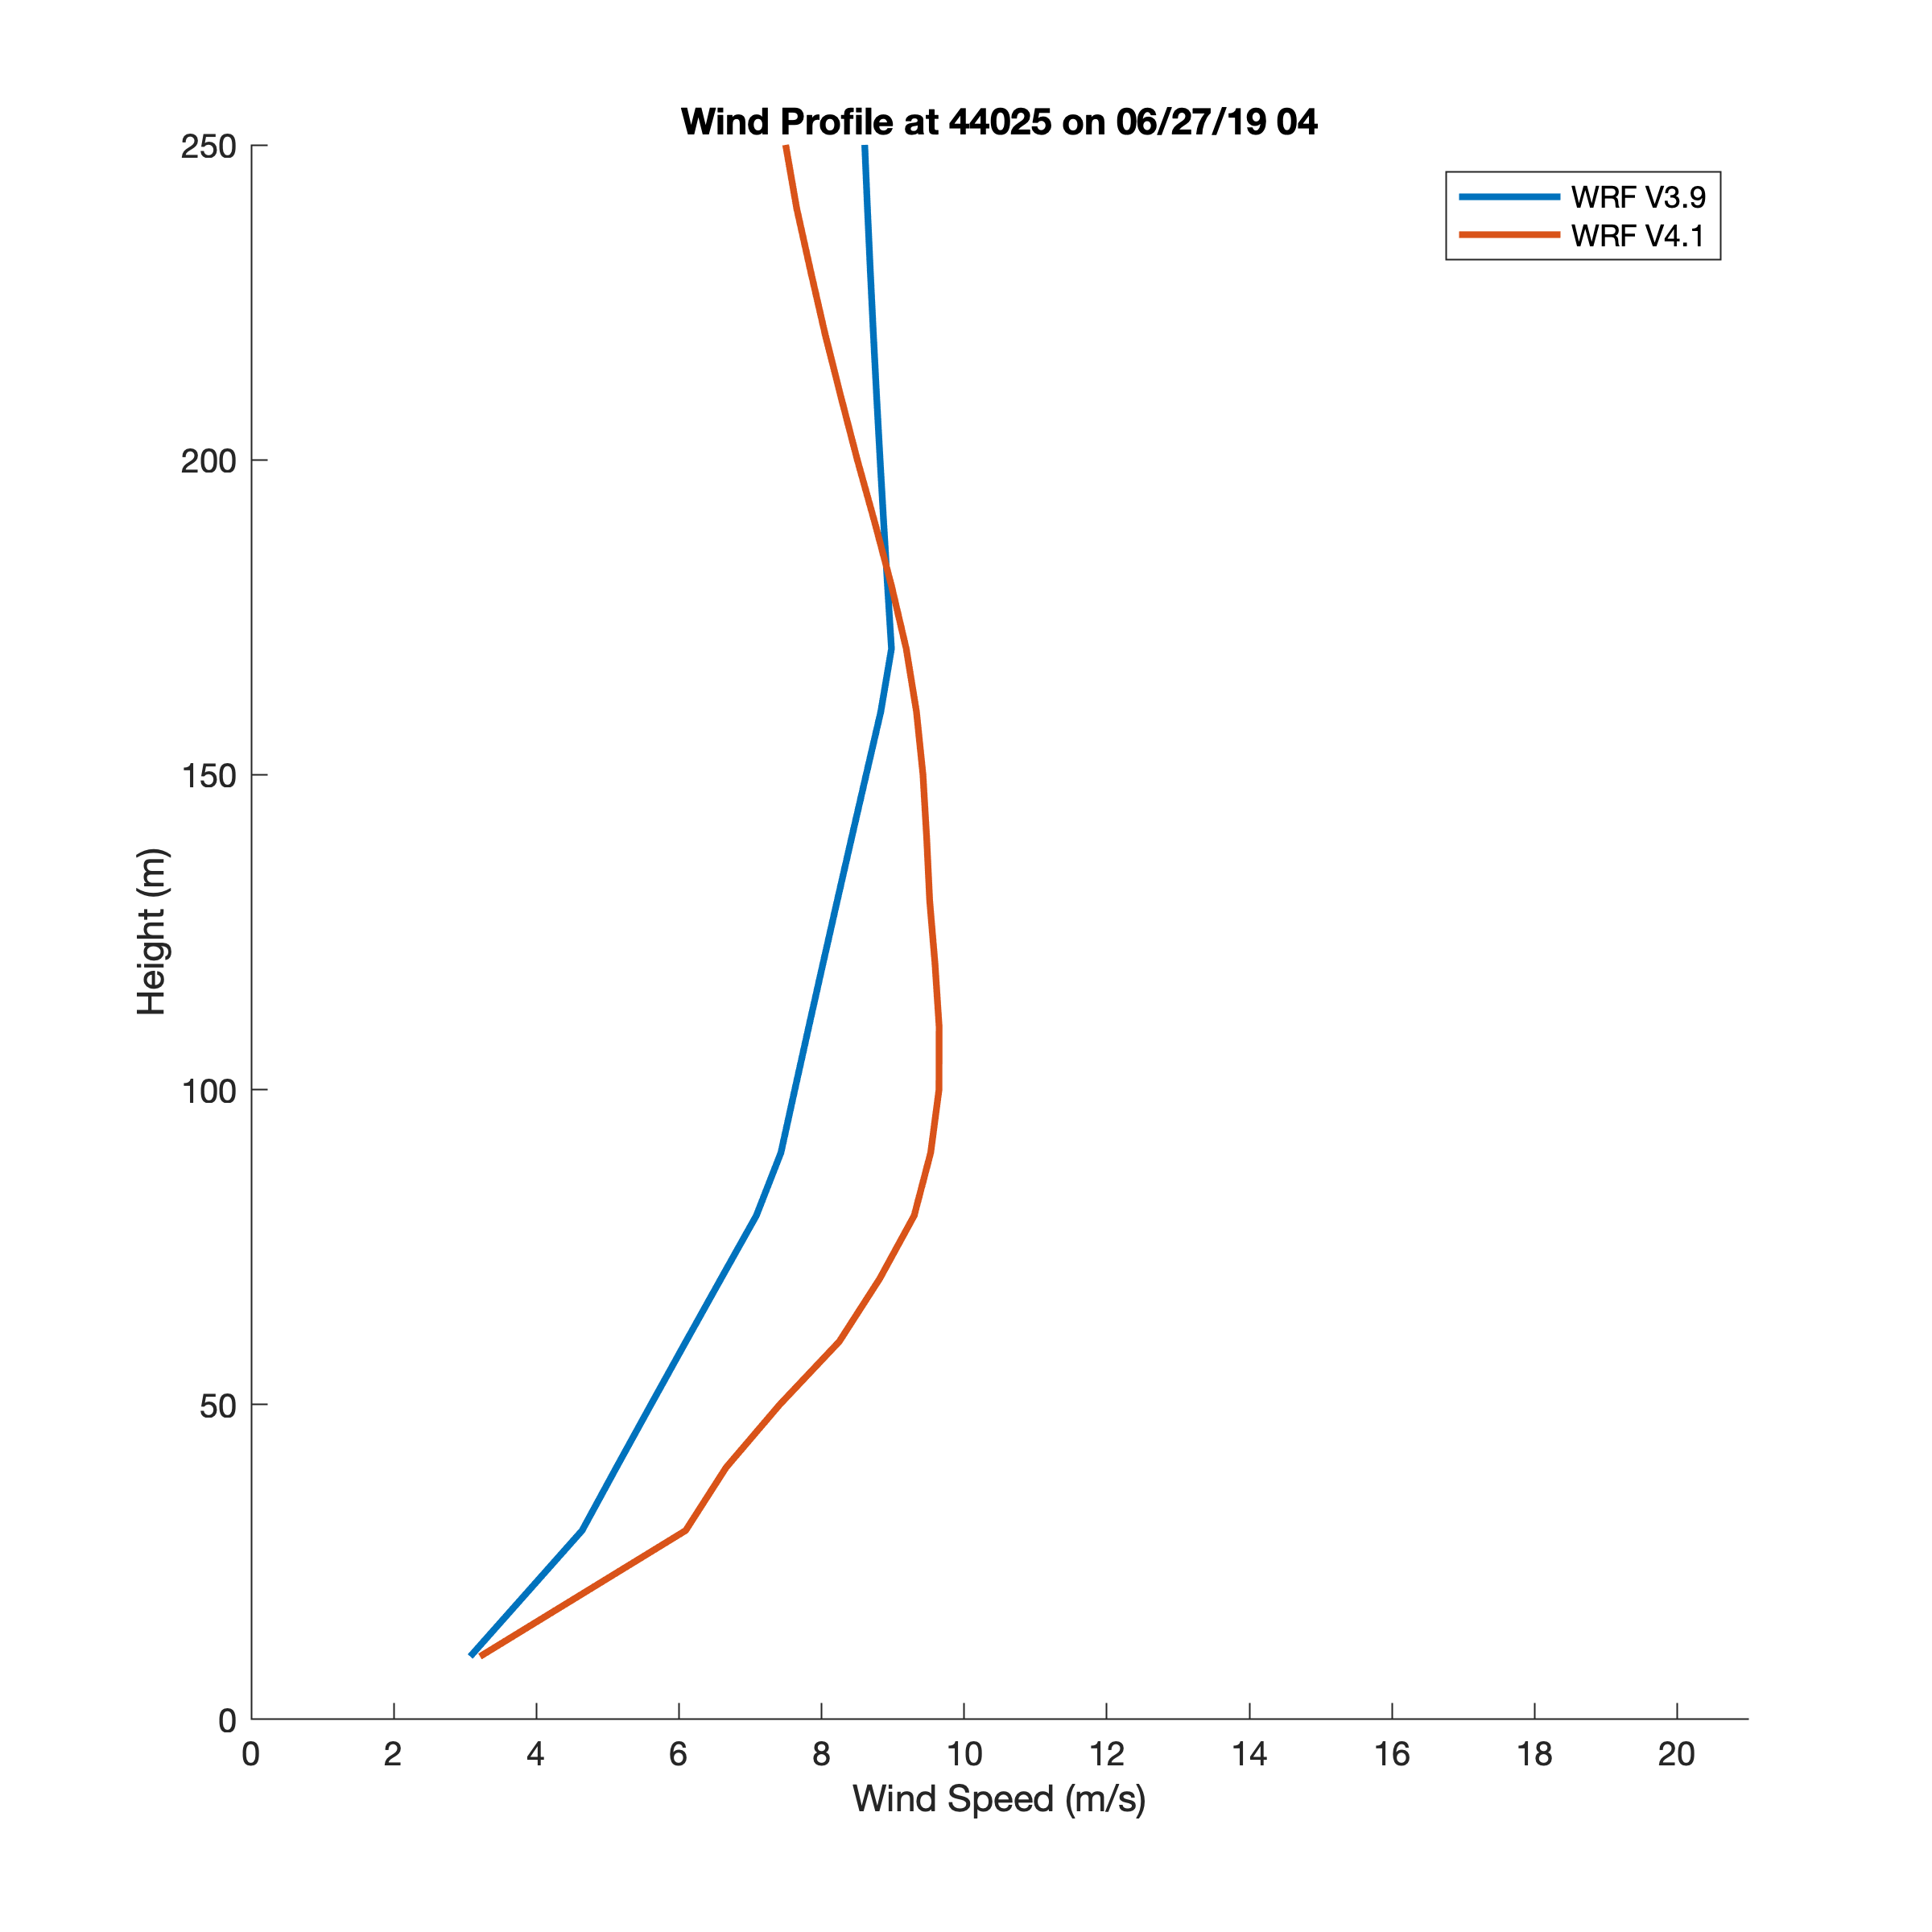 Wind Profile at 44025 on 06/27/19 04
WRF V3.9
WRF V4.1
250
200
150
100
50
0
Height (m)
0 2 4 6 8 10 12 14 16 18 20
Wind Speed (m/s)